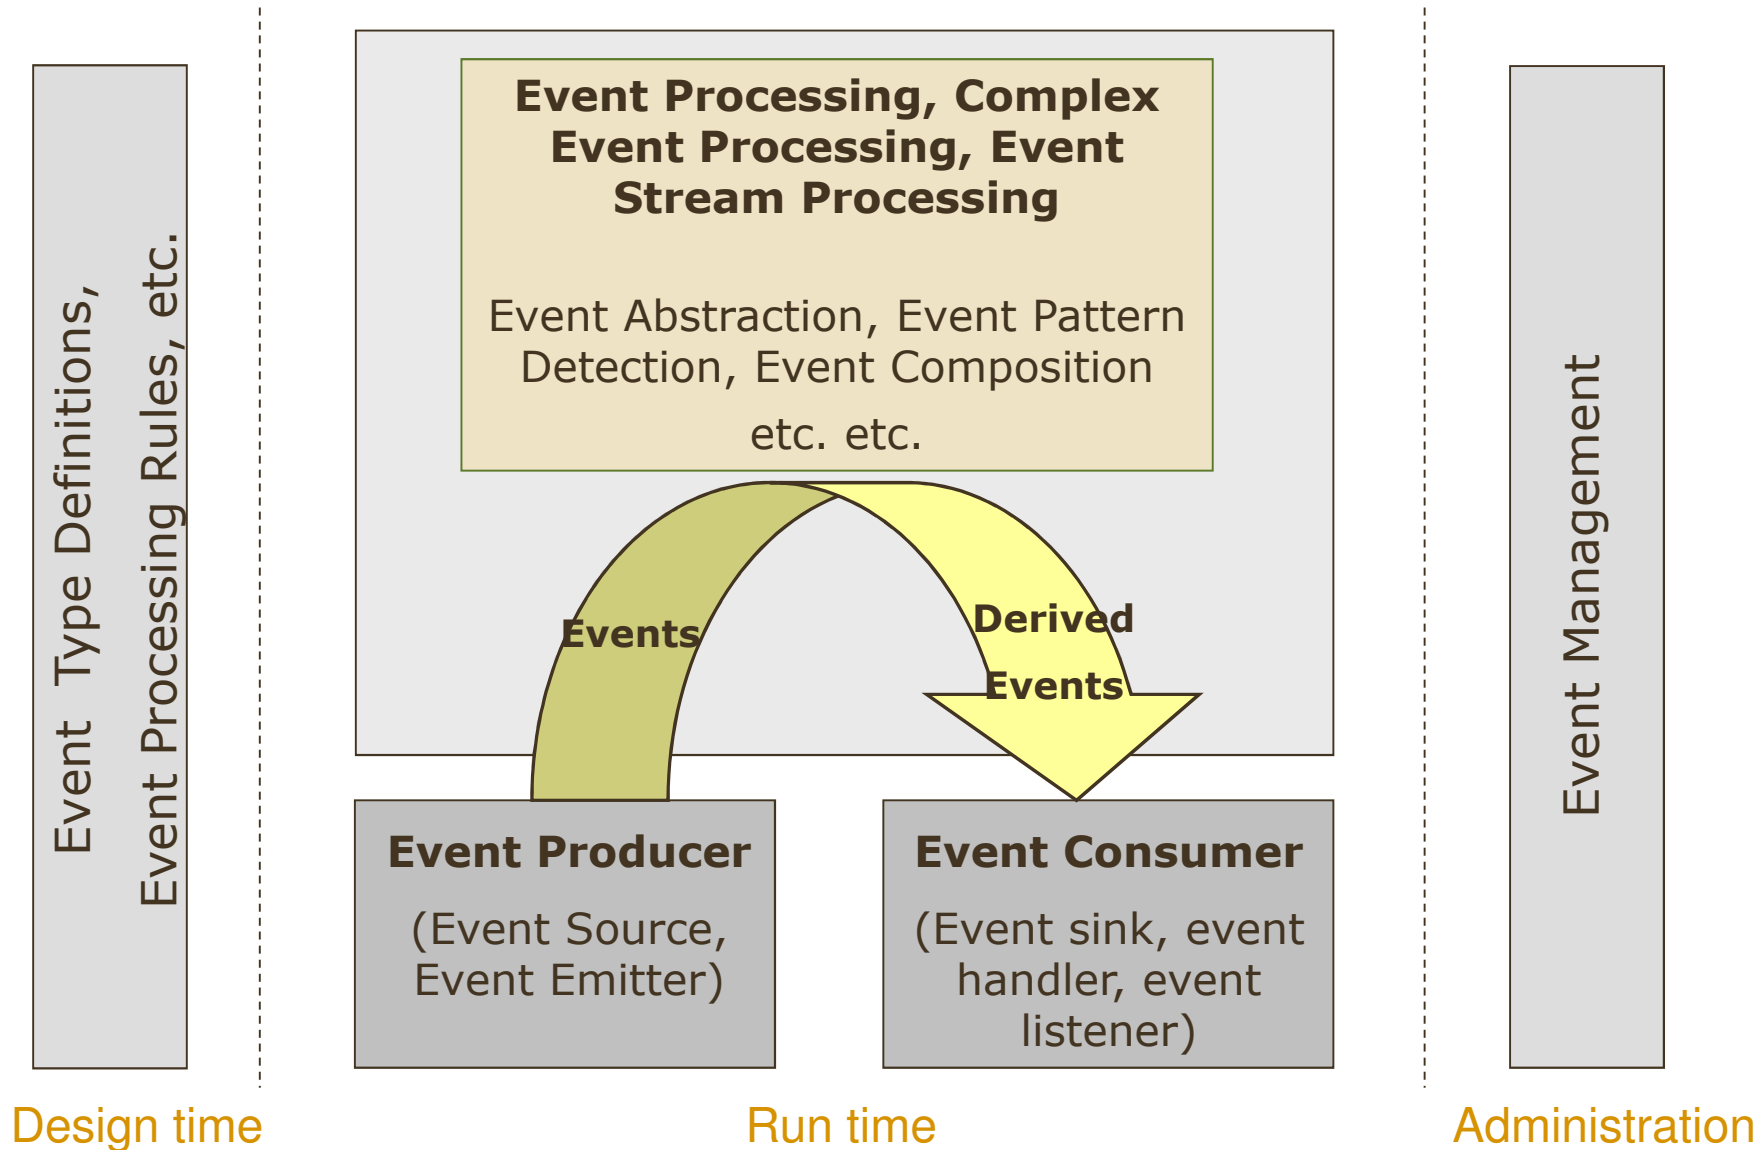 Event Type Definitions,
Event Processing Rules, etc.
Event Processing, Complex
Event Processing, Event
Stream Processing
Event Abstraction, Event Pattern
Detection, Event Composition
etc. etc.
Events
Derived
Events
Event Producer
(Event Source,
Event Emitter)
Event Consumer
(Event sink, event
handler, event
listener)
Event Management
Design time
Run time
Administration